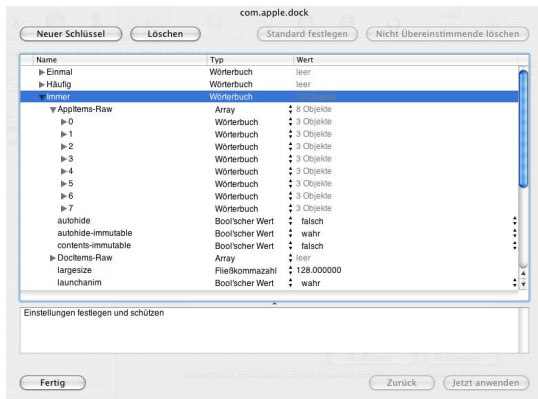 com.apple.dock
Neuer Schlüssel Löschen Standard festlegen Nicht Übereinstimmende löschen
Name Typ Wert
Einmal Wörterbuch leer
Häufig Wörterbuch leer
Immer Wörterbuch Objekte
AppItems-Raw Array 8 Objekte
0 Wörterbuch 3 Objekte
1 Wörterbuch 3 Objekte
2 Wörterbuch 3 Objekte
3 Wörterbuch 3 Objekte
4 Wörterbuch 3 Objekte
5 Wörterbuch 3 Objekte
6 Wörterbuch 3 Objekte
7 Wörterbuch 3 Objekte
autohide Bool'scher Wert falsch
autohide-immutable Bool'scher Wert wahr
contents-immutable Bool'scher Wert falsch
DocItems-Raw Array leer
largesize Fließkommazahl 128.000000
launchanim Bool'scher Wert wahr
Einstellungen festlegen und schützen
Fertig Zurück Jetzt anwenden